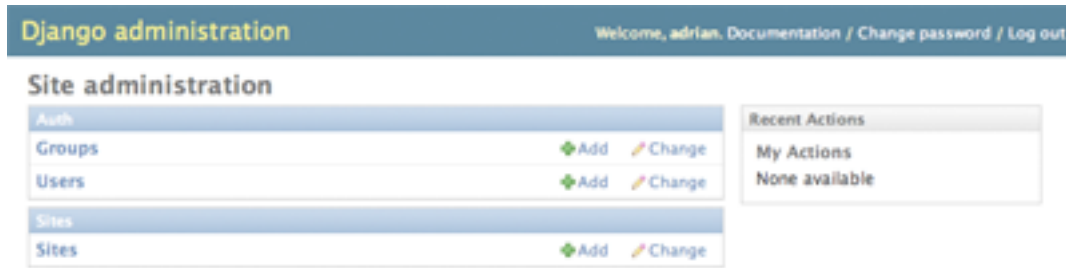 Django administration
Welcome, adrian. Documentation / Change password / Log out
Site administration
Auth
Groups Add Change
Users Add Change
Sites
Sites Add Change
Recent Actions
My Actions
None available